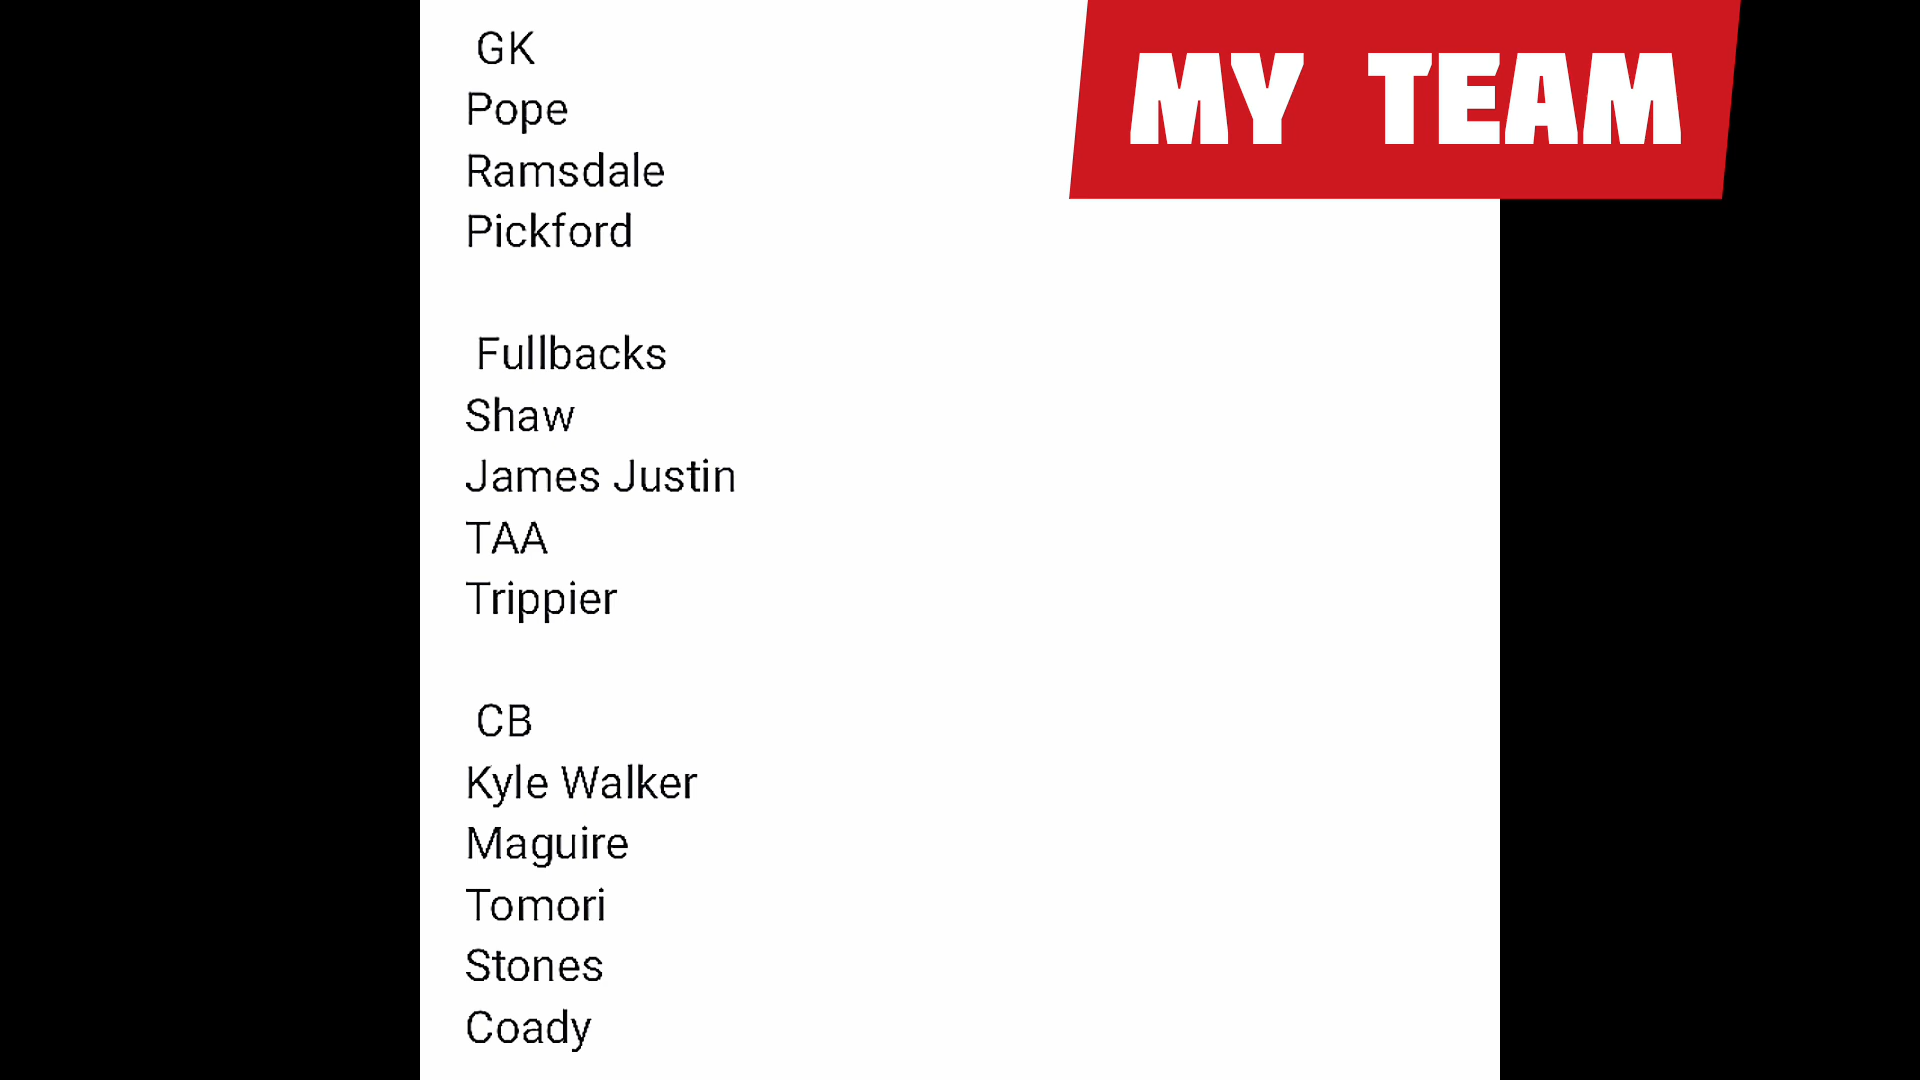 MY TEAM
GK
Pope
Ramsdale
Pickford
Fullbacks
Shaw
James Justin
TAA
Trippier
CB
Kyle Walker
Maguire
Tomori
Stones
Coady